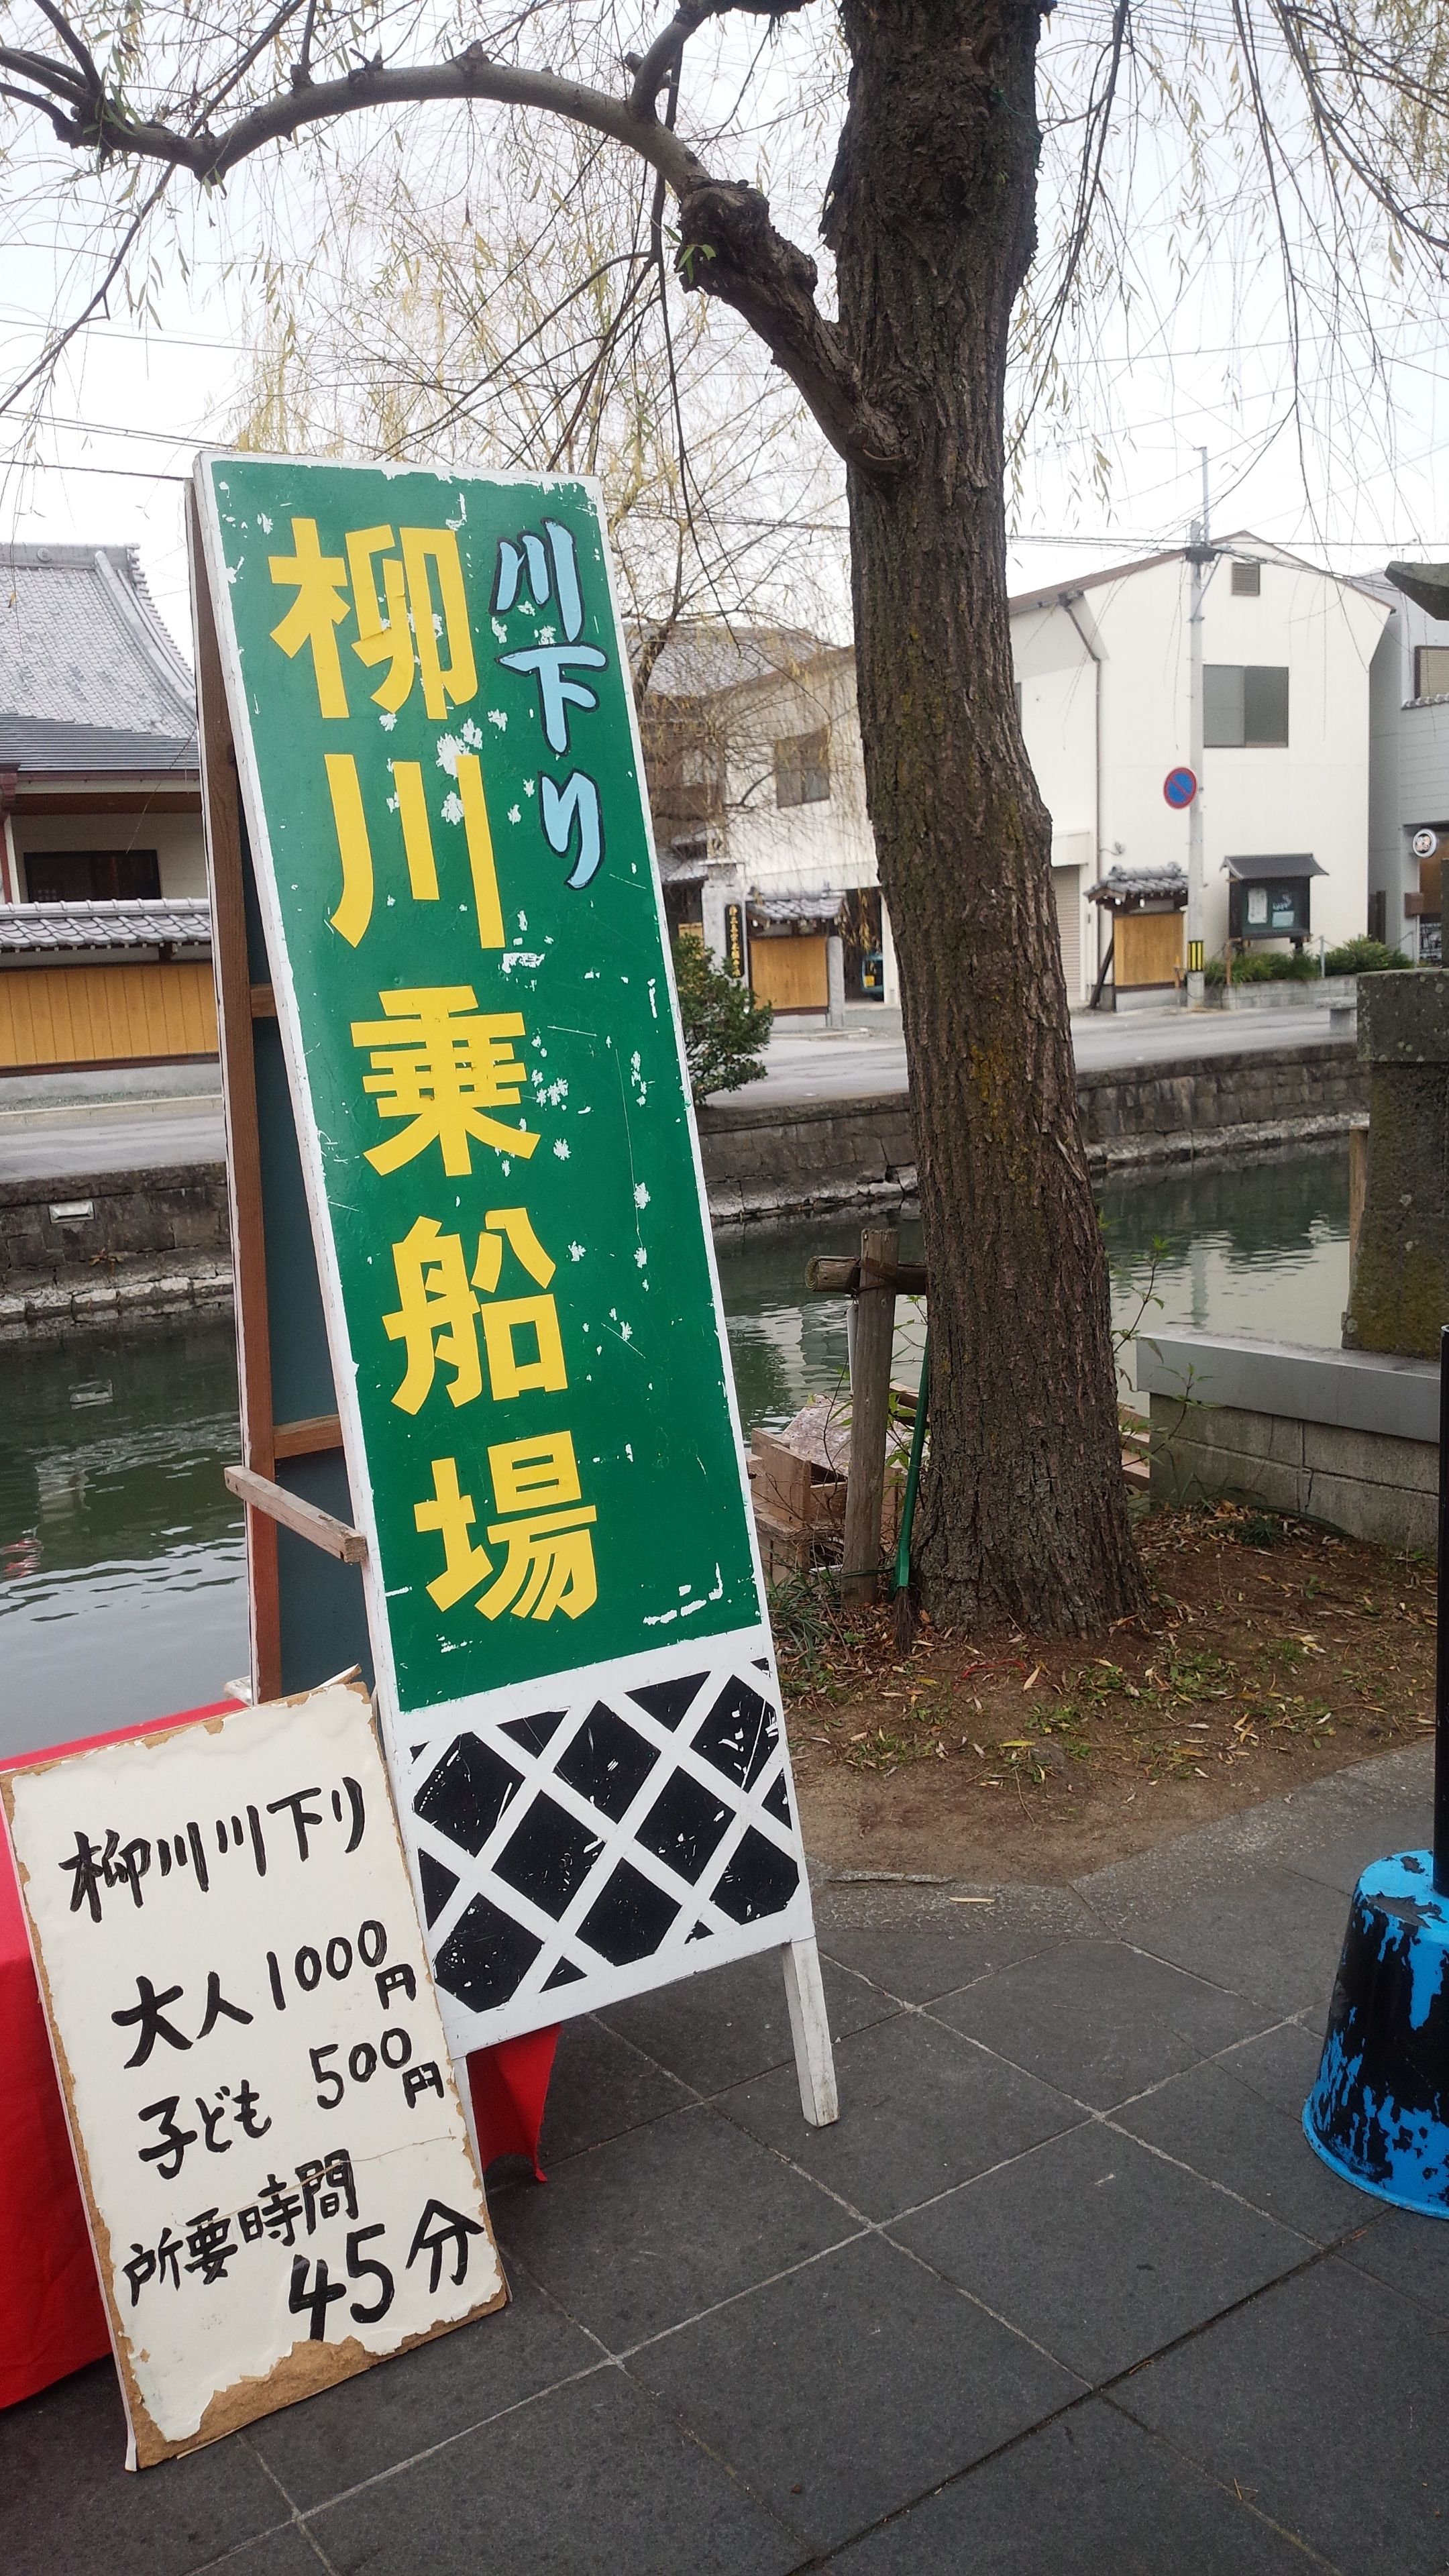 川下り
柳川乗船場
柳川川下り
大人1000円
子ども 500円
所要時間
45分